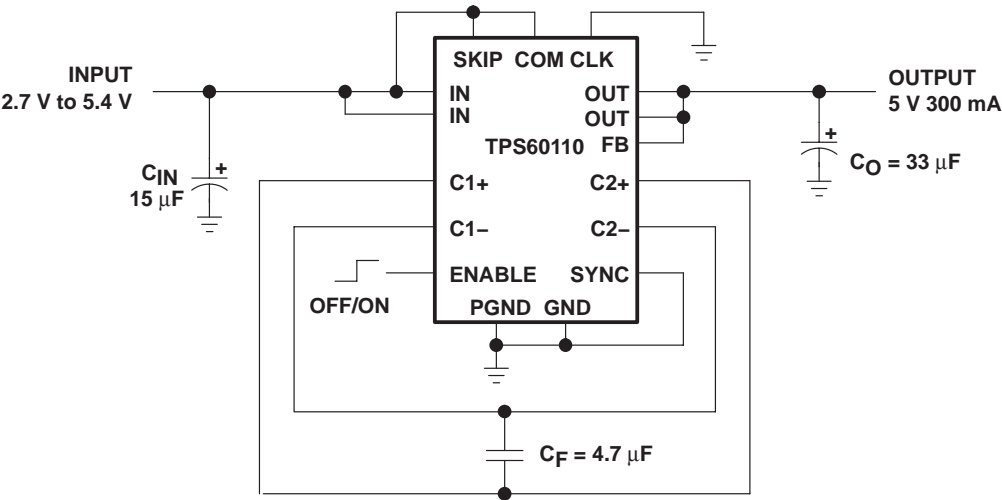 SKIP COM CLK
INPUT
2.7 V to 5.4 V
IN
IN
OUT
OUT
FB
TPS60110
OUTPUT
5 V 300 mA
CIN
15 μF
+
+
CO = 33 μF
C1+
C2+
C1–
C2–
ENABLE
SYNC
OFF/ON
PGND GND
CF = 4.7 μF